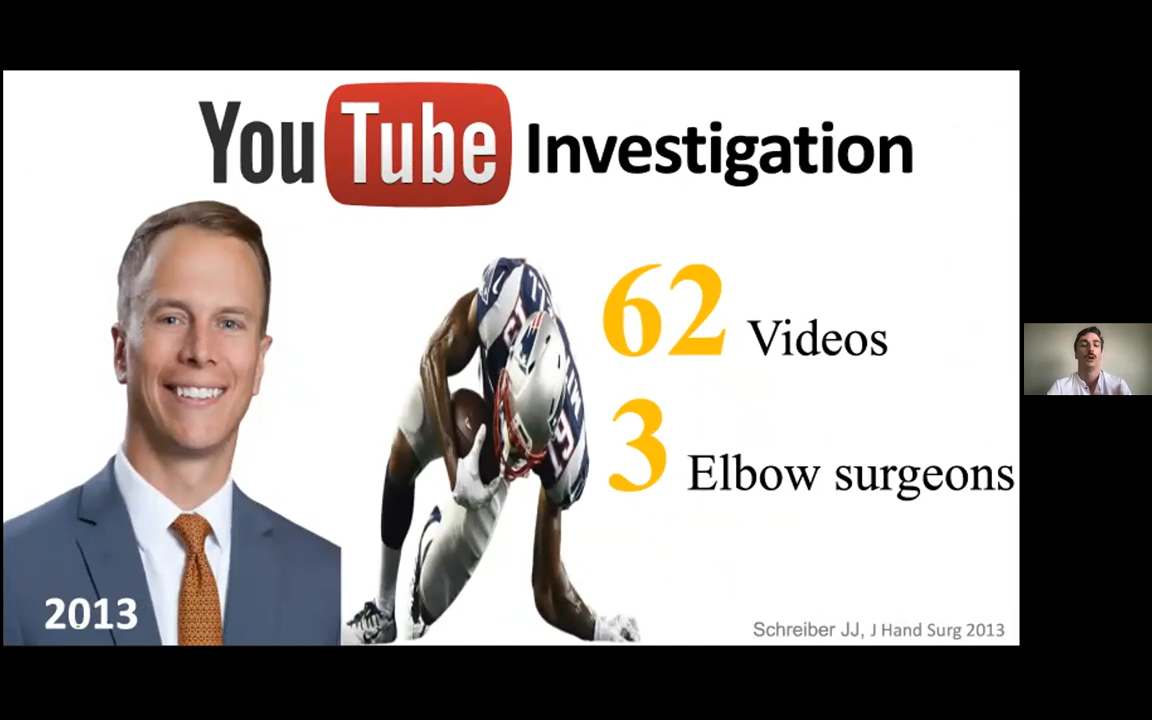 YouTube Investigation
62 Videos
3 Elbow surgeons
2013
Schreiber JJ, J Hand Surg 2013